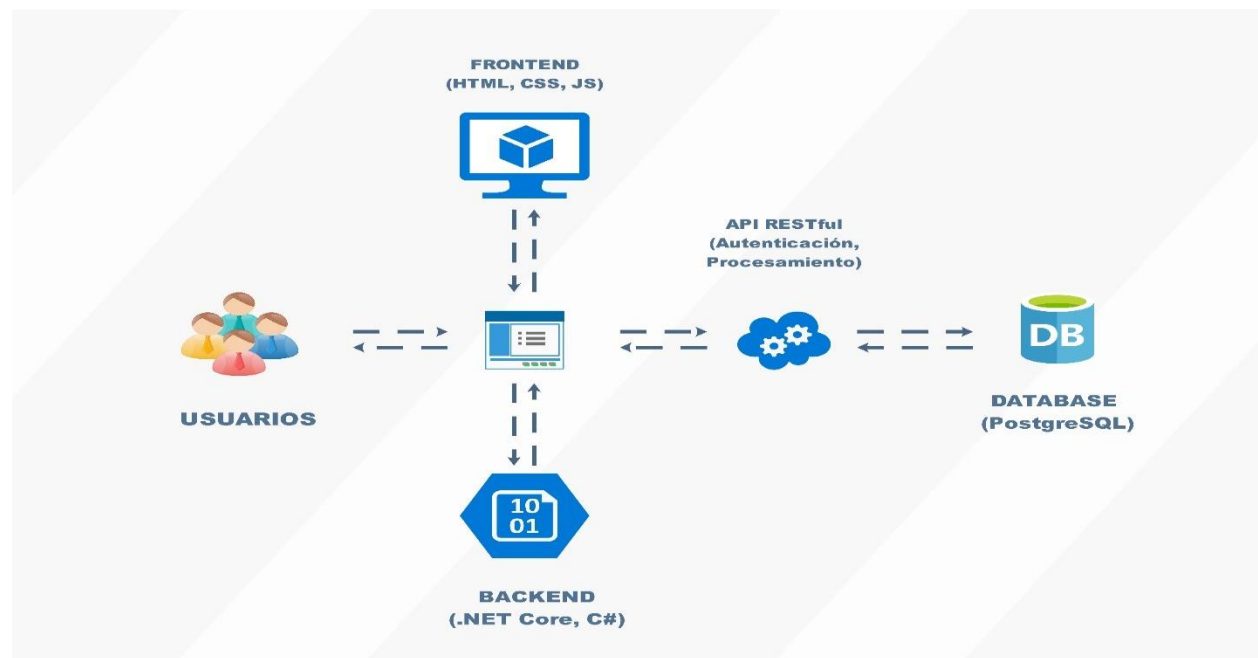 FRONTEND
(HTML, CSS, JS)
API RESTful
(Autenticación,
Procesamiento)
DB
USUARIOS
DATABASE
(PostgreSQL)
10
01
BACKEND
(.NET Core, C#)